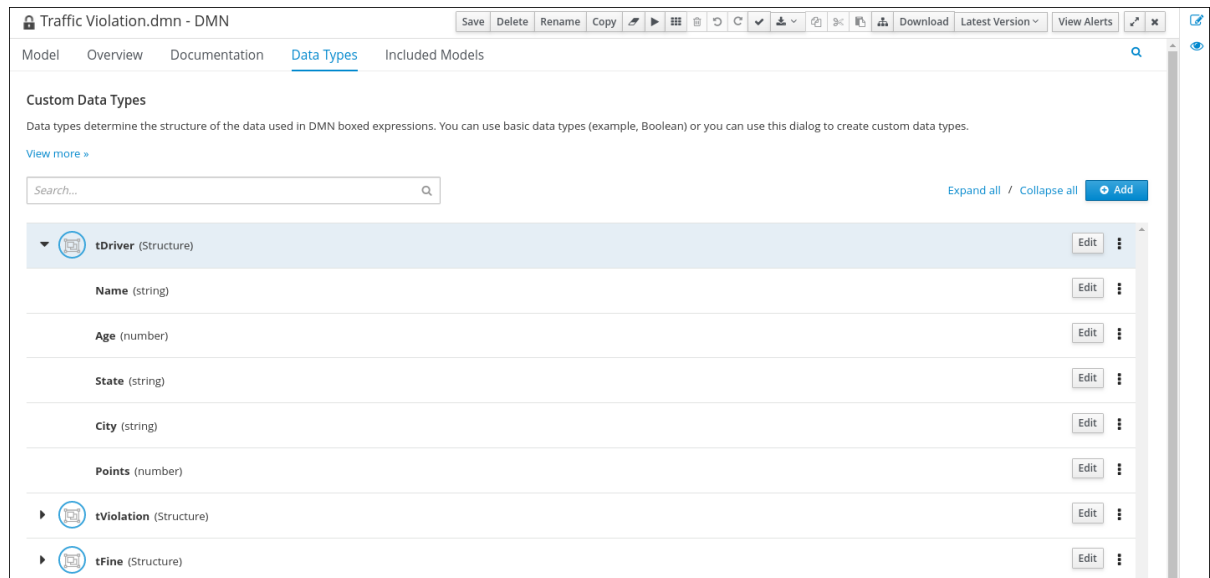 Traffic Violation.dmn - DMN
Save Delete Rename Copy Download Latest Version View Alerts
Model Overview Documentation Data Types Included Models
Custom Data Types
Data types determine the structure of the data used in DMN boxed expressions. You can use basic data types (example, Boolean) or you can use this dialog to create custom data types.
View more »
Search...
Expand all / Collapse all Add
tDriver (Structure) Edit
Name (string) Edit
Age (number) Edit
State (string) Edit
City (string) Edit
Points (number) Edit
tViolation (Structure) Edit
tFine (Structure) Edit